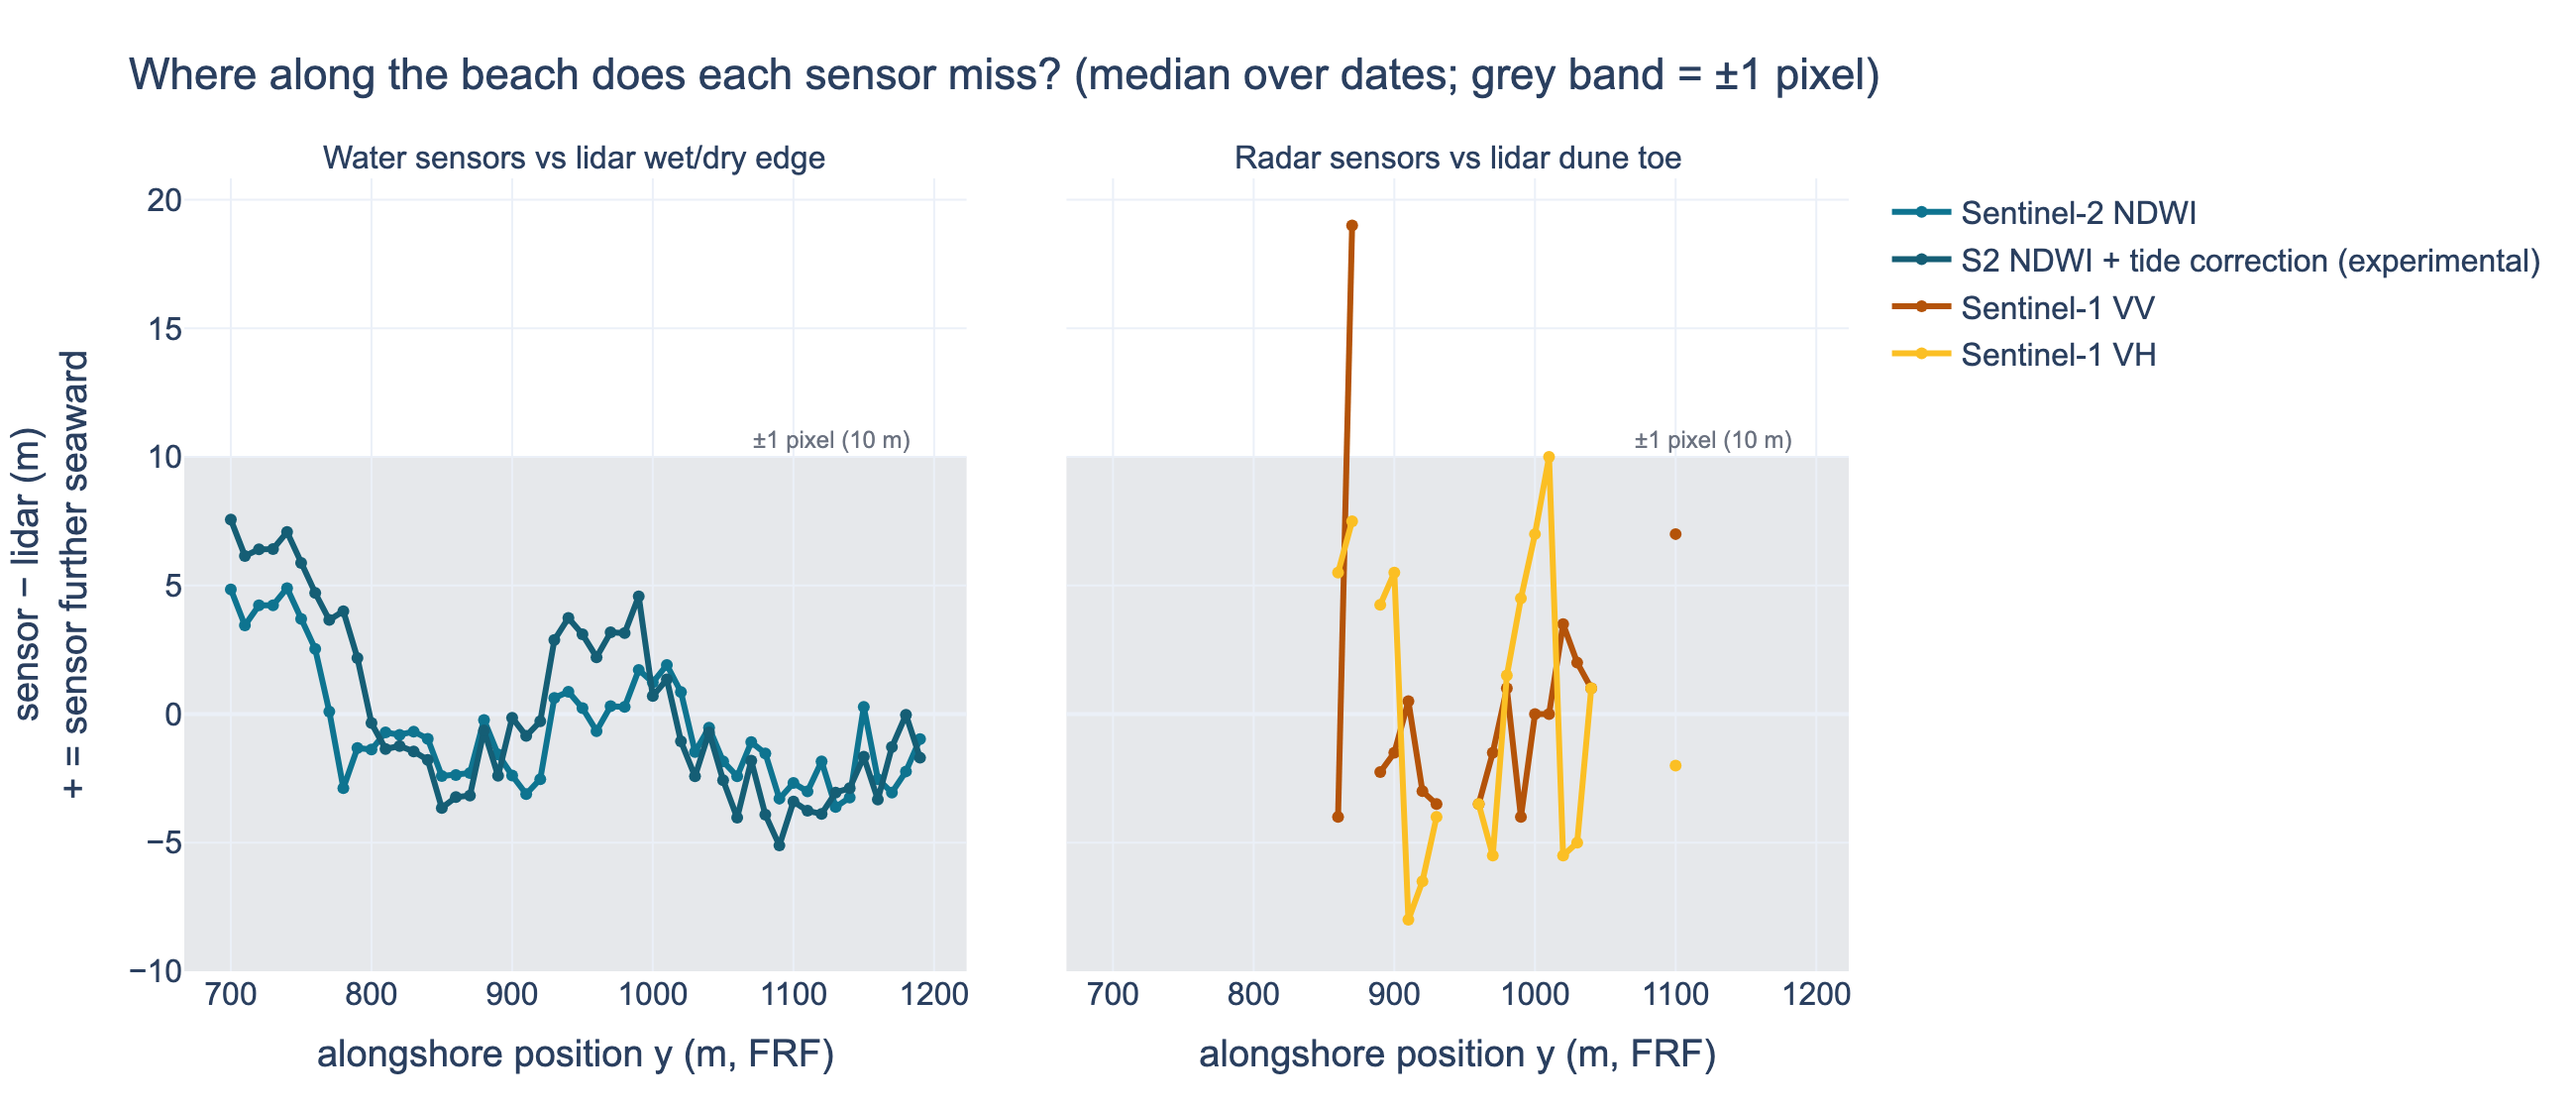 Where along the beach does each sensor miss? (median over dates; grey band = ±1 pixel)
Water sensors vs lidar wet/dry edge
Radar sensors vs lidar dune toe
sensor − lidar (m)
+ = sensor further seaward
20
15
10
5
0
−5
−10
±1 pixel (10 m)
±1 pixel (10 m)
700 800 900 1000 1100 1200
700 800 900 1000 1100 1200
alongshore position y (m, FRF)
alongshore position y (m, FRF)
Sentinel-2 NDWI
S2 NDWI + tide correction (experimental)
Sentinel-1 VV
Sentinel-1 VH